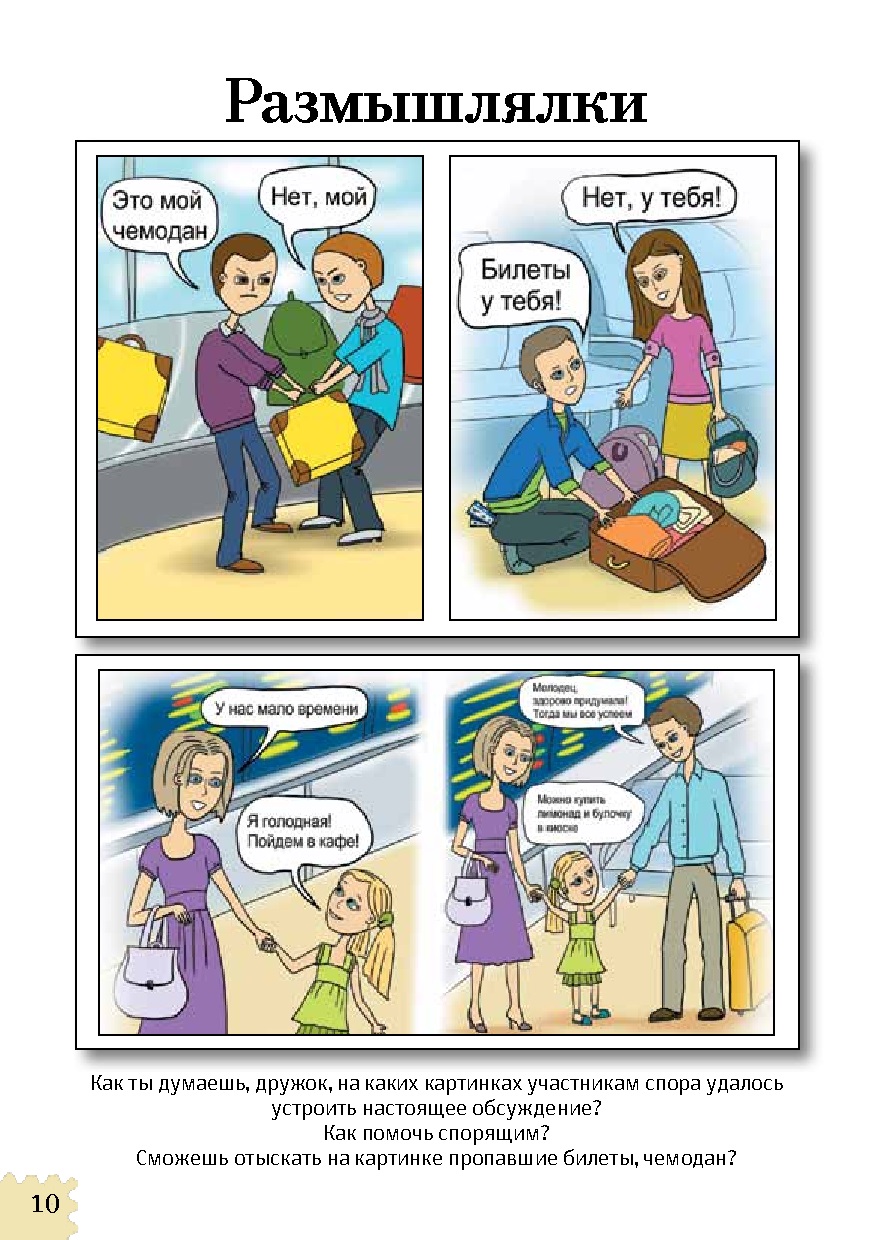 Размышлялки
Это мой
чемодан
Нет, мой
Нет, у тебя!
Билеты
у тебя!
У нас мало времени
Я голодная!
Пойдем в кафе!
Молодец,
здорово придумала!
Тогда мы все успеем
Можно купить
лимонад и булочку
в киоске
Как ты думаешь, дружок, на каких картинках участникам спора удалось
устроить настоящее обсуждение?
Как помочь спорящим?
Сможешь отыскать на картинке пропавшие билеты, чемодан?
10